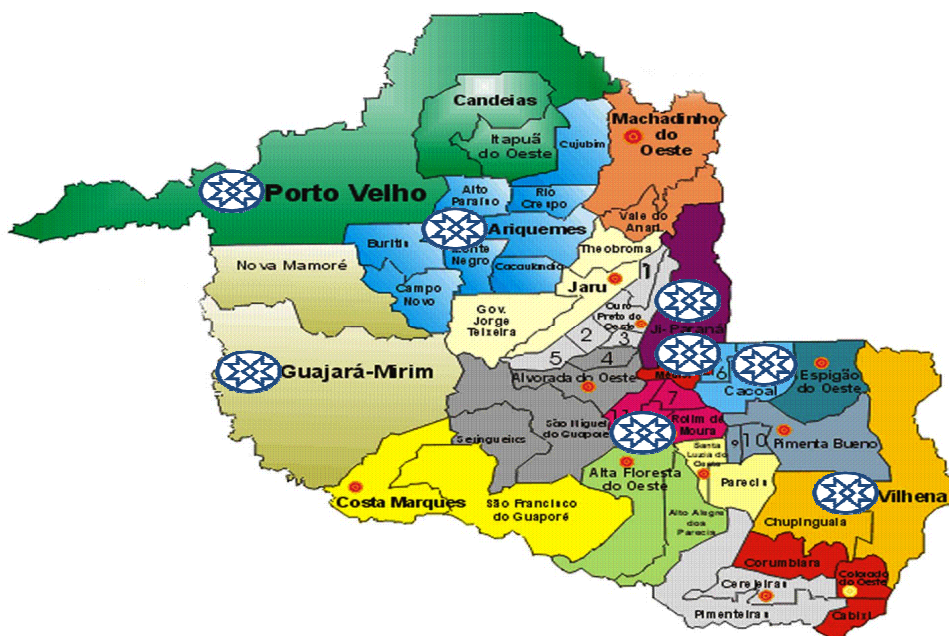 Candeias
Itapuã
do Oeste
Cujubim
Machadinho
do
Oeste
Porto Velho
Alto
Paraiso
Rio
Crespo
Vale do
Anari
Ariquemes
Buritis
Negro
Theobroma
Nova Mamoré
Cacaulandia
Campo
Novo
Jaru
1
Gov.
Jorge
Teixeira
Ouro
Preto do
Oeste
Ji-Paraná
2
3
5
4
Guajará-Mirim
Alvorada do Oeste
6
Cacoal
Espigão
do Oeste
7
Rolim de
Moura
São Miguel
do Guaporé
Seringueiras
9
10
Pimenta Bueno
Santa
Luzia do
Oeste
Alta Floresta
do Oeste
Parecis
Costa Marques
São Francisco
do Guaporé
Vilhena
Alto Alegre
dos
Parecis
Chupinguaia
Corumbiara
Colorado
do Oeste
Cerejeiras
Pimenteiras
Cabixi